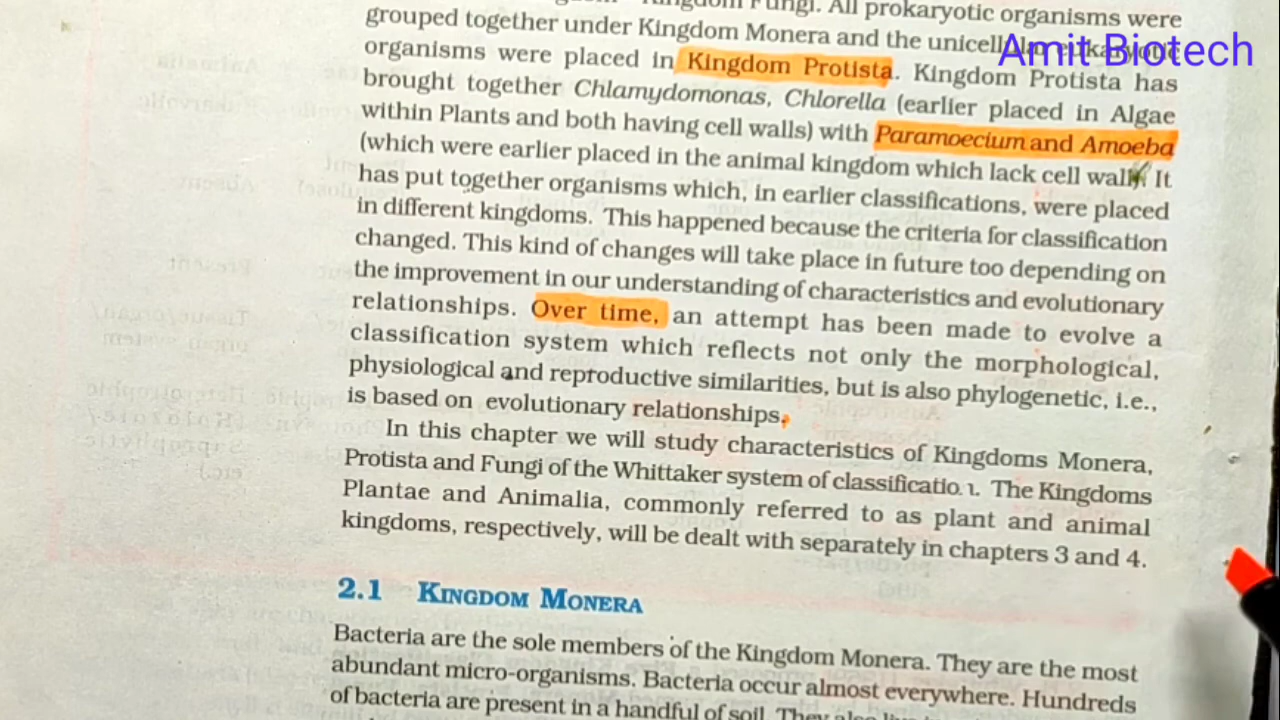 Kingdom Fungi. All prokaryotic organisms were
grouped together under Kingdom Monera and the unicellular eukaryotic
Amit Biotech
organisms were placed in Kingdom Protista. Kingdom Protista has
brought together Chlamydomonas, Chlorella (earlier placed in Algae
within Plants and both having cell walls) with Paramoecium and Amoeba
(which were earlier placed in the animal kingdom which lack cell wall). It
has put together organisms which, in earlier classifications, were placed
in different kingdoms. This happened because the criteria for classification
changed. This kind of changes will take place in future too depending on
the improvement in our understanding of characteristics and evolutionary
relationships. Over time, an attempt has been made to evolve a
classification system which reflects not only the morphological,
physiological and reproductive similarities, but is also phylogenetic, i.e.,
is based on evolutionary relationships.
In this chapter we will study characteristics of Kingdoms Monera,
Protista and Fungi of the Whittaker system of classification. The Kingdoms
Plantae and Animalia, commonly referred to as plant and animal
kingdoms, respectively, will be dealt with separately in chapters 3 and 4.
2.1 KINGDOM MONERA
Bacteria are the sole members of the Kingdom Monera. They are the most
abundant micro-organisms. Bacteria occur almost everywhere. Hundreds
of bacteria are present in a handful of soil. They also